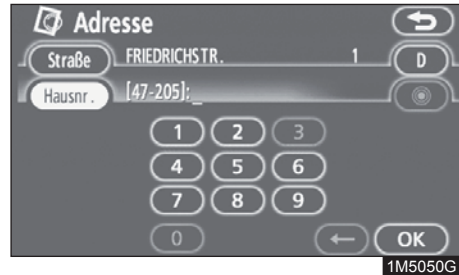 Adresse
Straße FRIEDRICHSTR. 1 D
Hausnr. [47-205]:_
1 2 3
4 5 6
7 8 9
0 ← OK
1M5050G